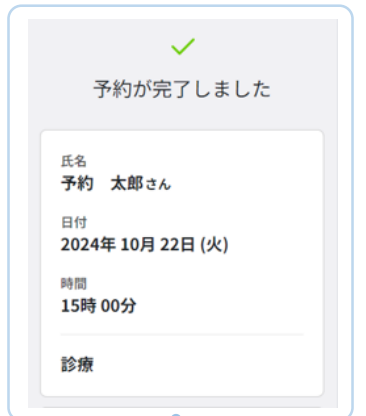 予約が完了しました
氏名
予約　太郎さん
日付
2024年 10月 22日 (火)
時間
15時 00分
診療